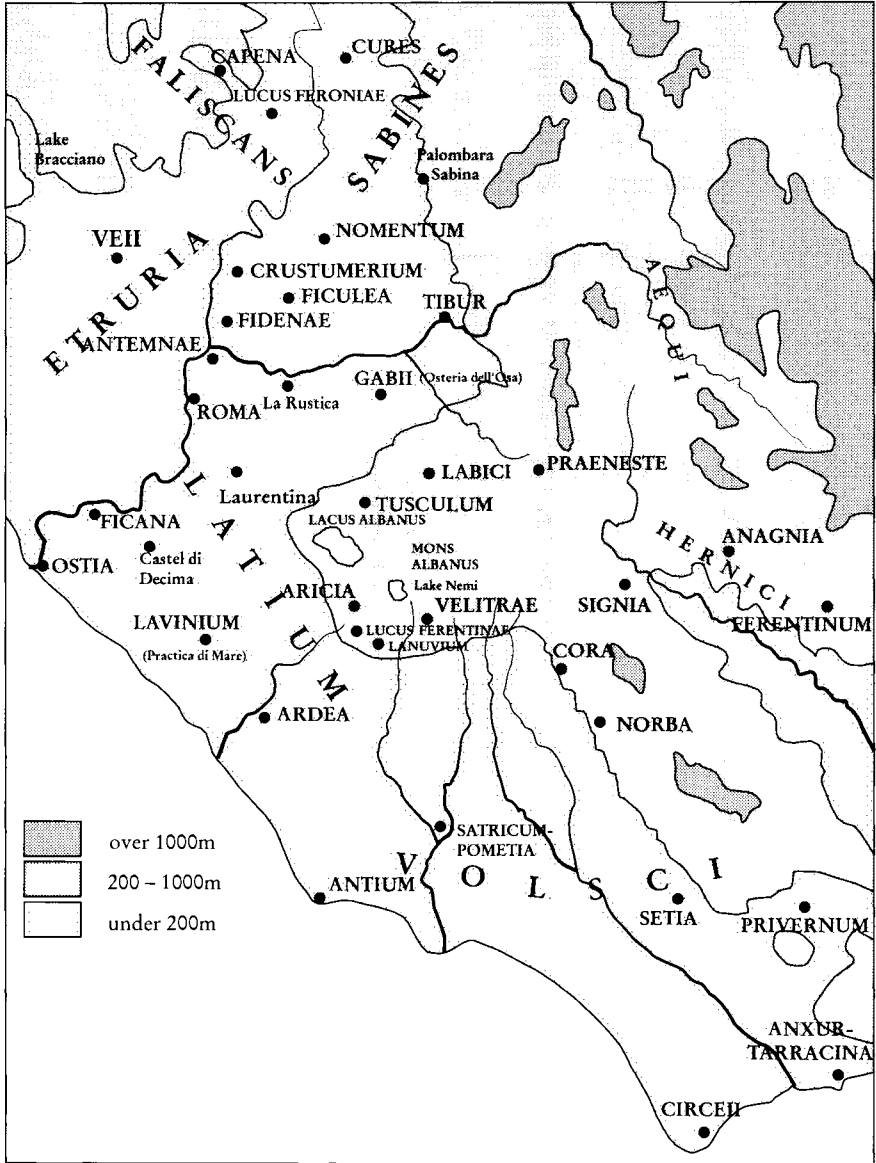 CURES
CAPENA
FALISCANS
LUCUS FERONIAE
SABINES
Lake
Bracciano
Palombara
Sabina
NOMENTUM
VEII
ETRURIA
CRUSTUMERIUM
FICULEA
TIBUR
AEQUI
FIDENAE
ANTEMNAE
GABII (Osteria dell'Osa)
La Rustica
ROMA
LABICI
PRAENESTE
Laurentina
LATIUM
TUSCULUM
LACUS ALBANUS
FICANA
HERNICI
ANAGNIA
OSTIA
Castel di
Decima
MONS
ALBANUS
Lake Nemi
ARICIA
VELITRAE
SIGNIA
FERENTINUM
LAVINIUM
(Practica di Mare)
LUCUS FERENTINAE
LANUVIUM
CORA
ARDEA
NORBA
SATRICUM-
POMETIA
VOLSCI
over 1000m
200 – 1000m
under 200m
ANTIUM
SETIA
PRIVERNUM
ANXUR-
TARRACINA
CIRCEII